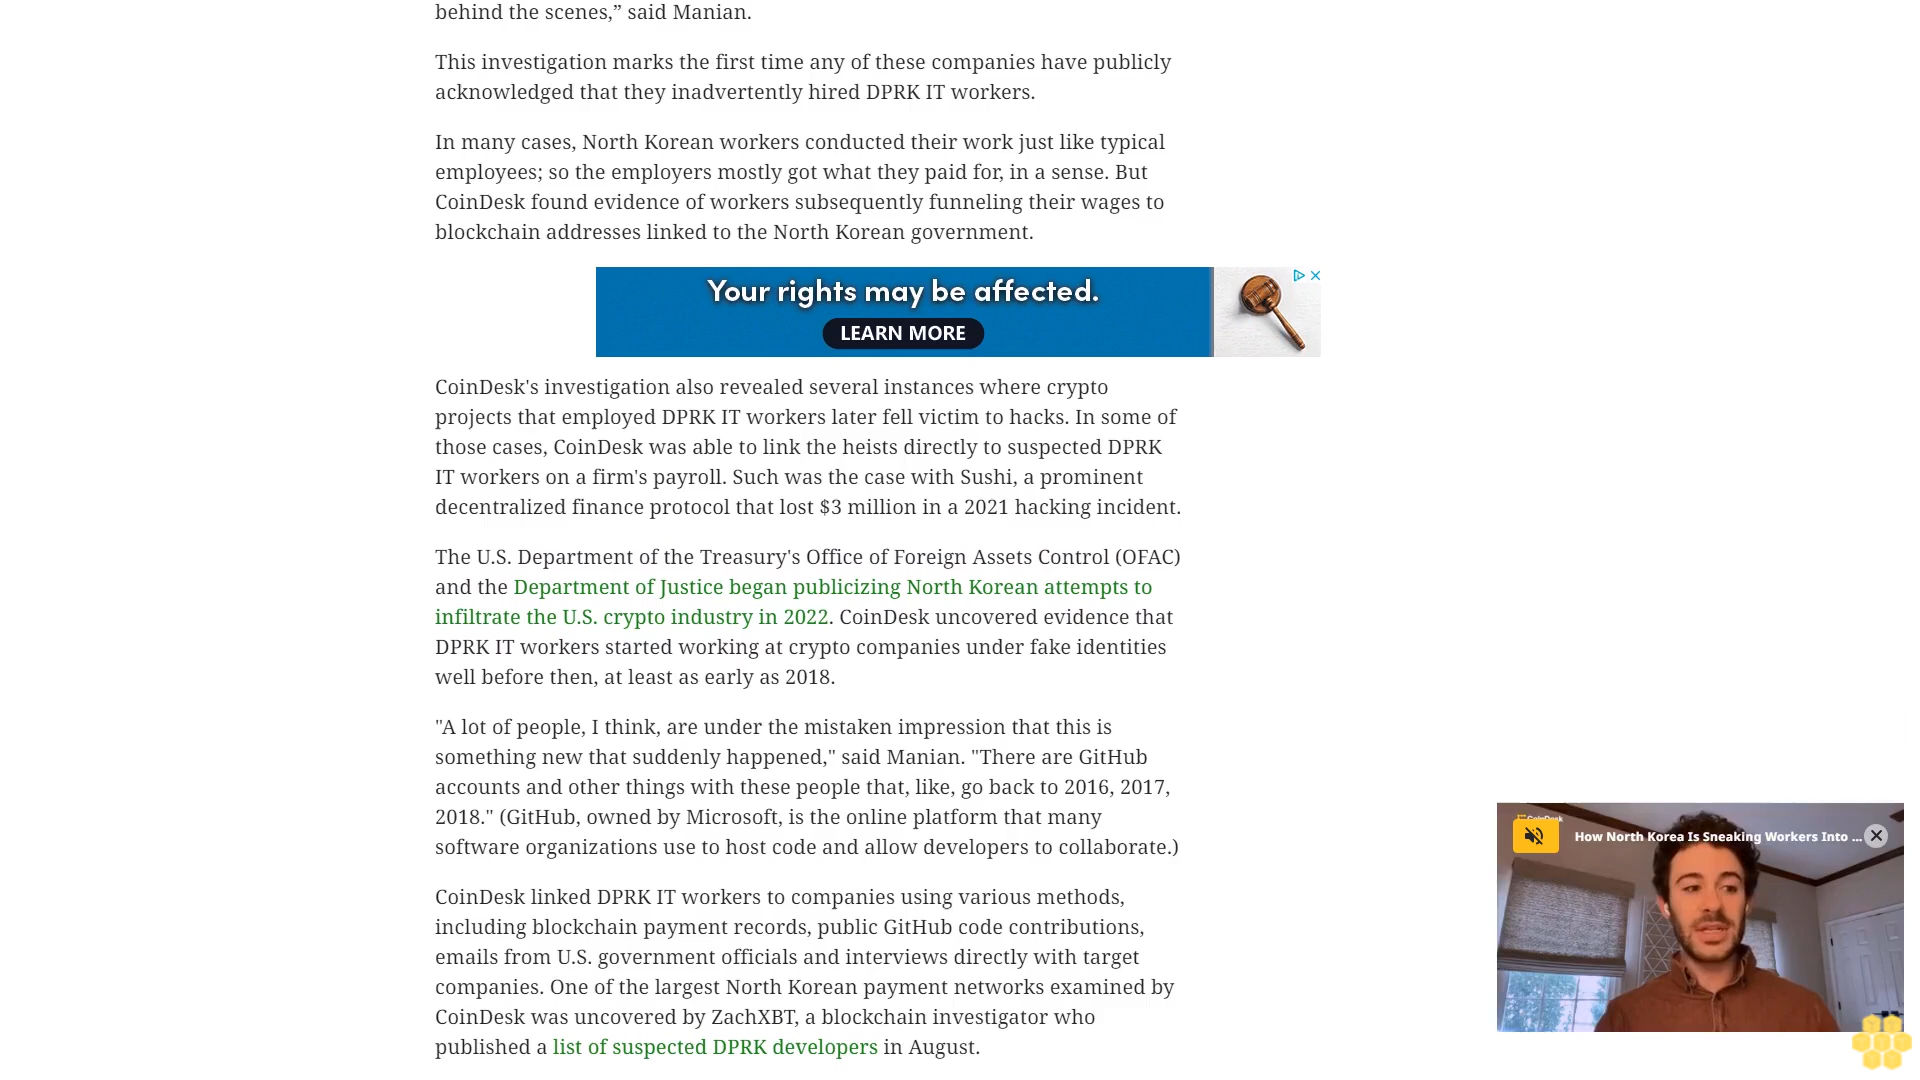 behind the scenes,” said Manian.
This investigation marks the first time any of these companies have publicly
acknowledged that they inadvertently hired DPRK IT workers.
In many cases, North Korean workers conducted their work just like typical
employees; so the employers mostly got what they paid for, in a sense. But
CoinDesk found evidence of workers subsequently funneling their wages to
blockchain addresses linked to the North Korean government.
Your rights may be affected.
LEARN MORE
CoinDesk's investigation also revealed several instances where crypto
projects that employed DPRK IT workers later fell victim to hacks. In some of
those cases, CoinDesk was able to link the heists directly to suspected DPRK
IT workers on a firm's payroll. Such was the case with Sushi, a prominent
decentralized finance protocol that lost $3 million in a 2021 hacking incident.
The U.S. Department of the Treasury's Office of Foreign Assets Control (OFAC)
and the Department of Justice began publicizing North Korean attempts to
infiltrate the U.S. crypto industry in 2022. CoinDesk uncovered evidence that
DPRK IT workers started working at crypto companies under fake identities
well before then, at least as early as 2018.
"A lot of people, I think, are under the mistaken impression that this is
something new that suddenly happened," said Manian. "There are GitHub
accounts and other things with these people that, like, go back to 2016, 2017,
2018." (GitHub, owned by Microsoft, is the online platform that many
software organizations use to host code and allow developers to collaborate.)
CoinDesk linked DPRK IT workers to companies using various methods,
including blockchain payment records, public GitHub code contributions,
emails from U.S. government officials and interviews directly with target
companies. One of the largest North Korean payment networks examined by
CoinDesk was uncovered by ZachXBT, a blockchain investigator who
published a list of suspected DPRK developers in August.
CoinDesk
How North Korea Is Sneaking Workers Into ...